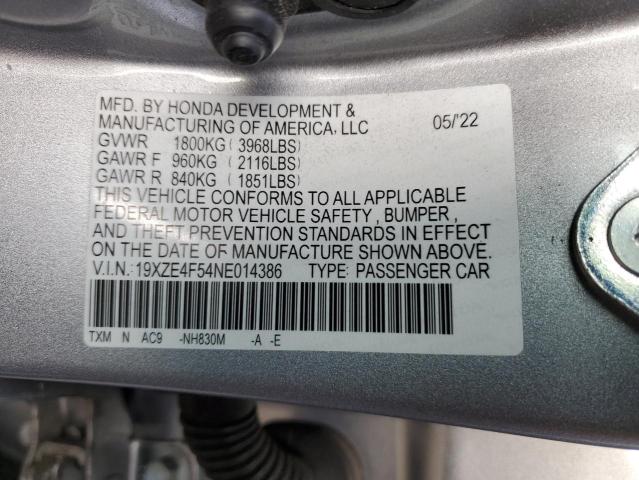 MFD. BY HONDA DEVELOPMENT &
MANUFACTURING OF AMERICA, LLC 05/'22
GVWR 1800KG (3968LBS)
GAWR F 960KG (2116LBS)
GAWR R 840KG (1851LBS)
THIS VEHICLE CONFORMS TO ALL APPLICABLE
FEDERAL MOTOR VEHICLE SAFETY, BUMPER,
AND THEFT PREVENTION STANDARDS IN EFFECT
ON THE DATE OF MANUFACTURE SHOWN ABOVE.
V.I.N.: 19XZE4F54NE014386 TYPE: PASSENGER CAR
TXM N AC9 -NH830M -A -E